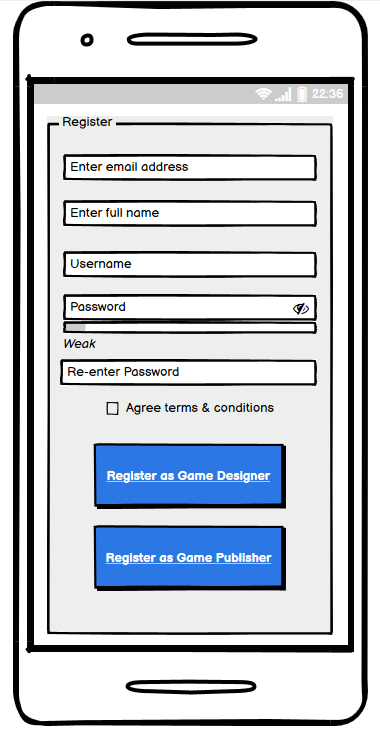 22:36
Register
Enter email address
Enter full name
Username
Password
Weak
Re-enter Password
Agree terms & conditions
Register as Game Designer
Register as Game Publisher